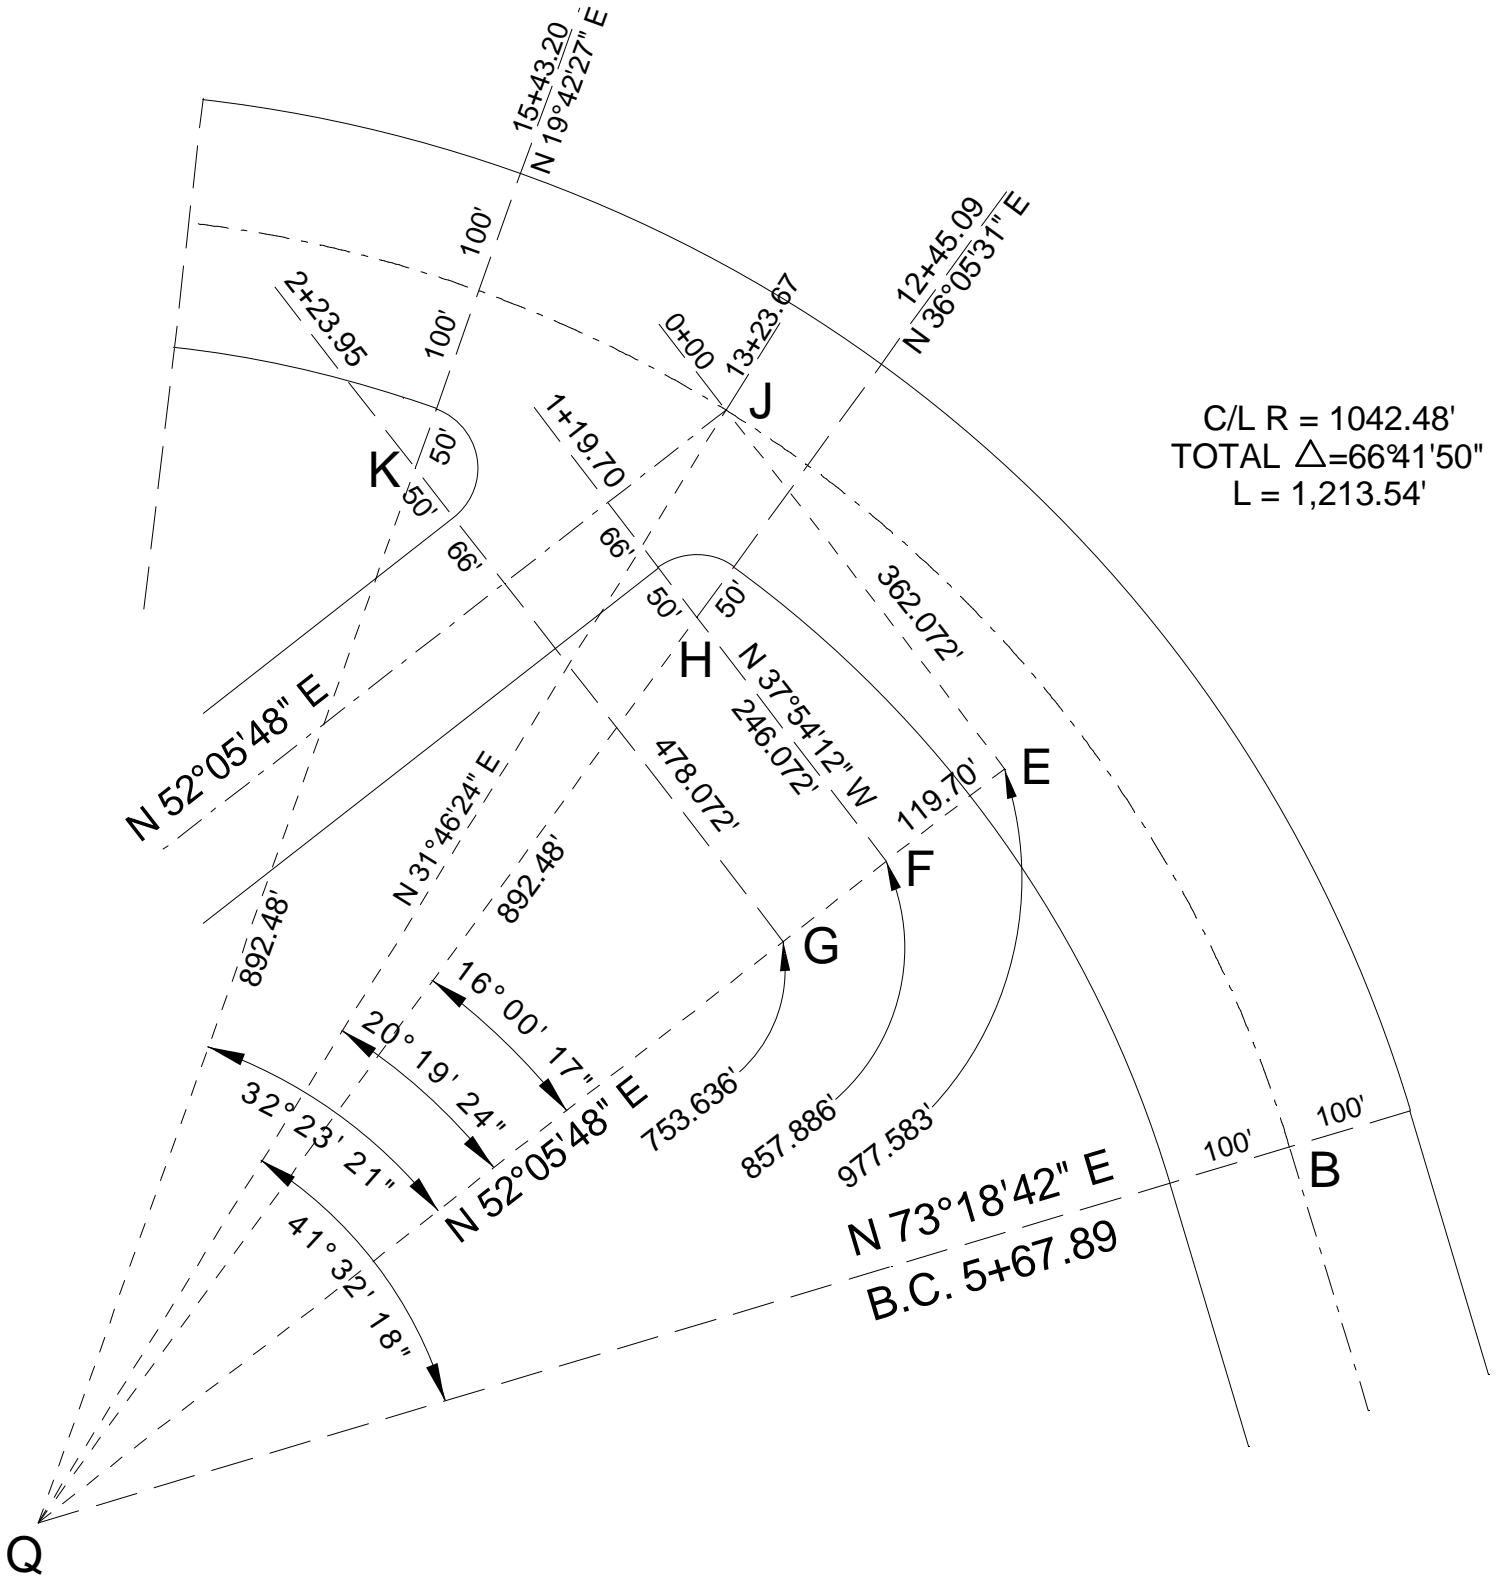 15+43.20
N 19°42'27" E
100'
100'
2+23.95
50'
K
50'
66'
1+19.70
66'
0+00
13+23.67
J
12+45.09
N 36°05'31" E
C/L R = 1042.48'
TOTAL △=66°41'50"
L = 1,213.54'
50'
50'
H
362.072'
N 37°54'12" W
246.072'
478.072'
119.70'
E
F
G
N 52°05'48" E
N 31°46'24" E
892.48'
892.48'
16° 00' 17"
20° 19' 24"
32° 23' 21"
41° 32' 18"
N 52°05'48" E
753.636'
857.886'
977.583'
N 73°18'42" E
B.C. 5+67.89
100'
100'
B
Q